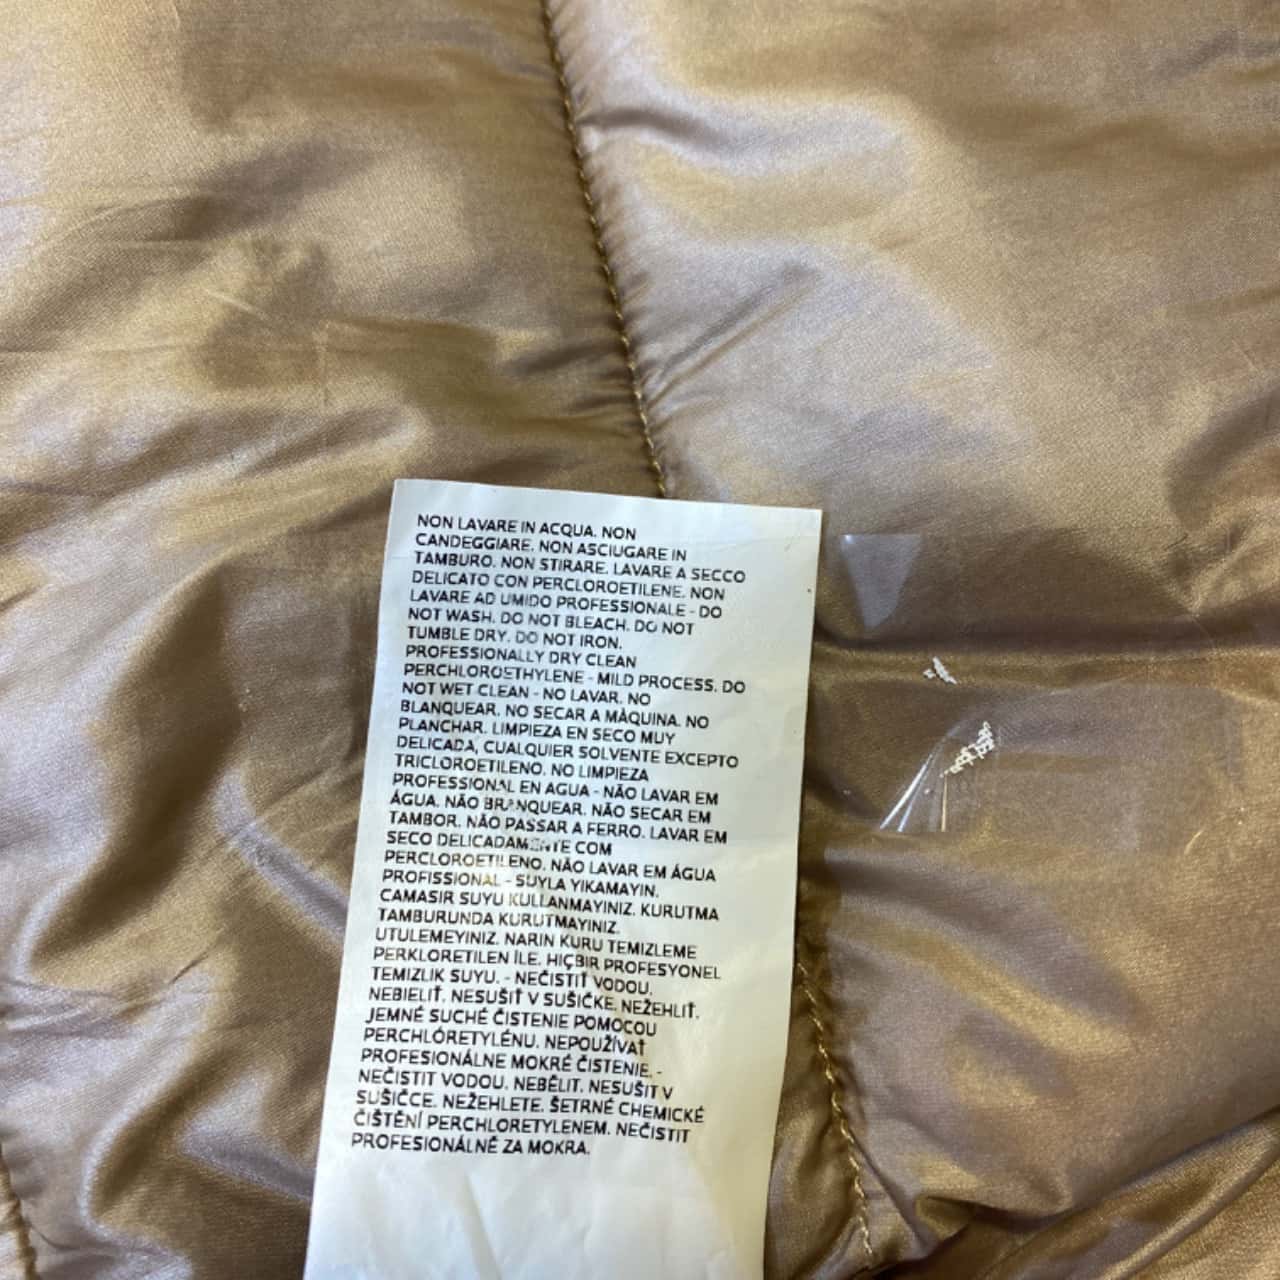 NON LAVARE IN ACQUA. NON
CANDEGGIARE. NON ASCIUGARE IN
TAMBURO. NON STIRARE. LAVARE A SECCO
DELICATO CON PERCLOROETILENE. NON
LAVARE AD UMIDO PROFESSIONALE - DO
NOT WASH. DO NOT BLEACH. DO NOT
TUMBLE DRY. DO NOT IRON.
PROFESSIONALLY DRY CLEAN
PERCHLOROETHYLENE - MILD PROCESS. DO
NOT WET CLEAN - NO LAVAR. NO
BLANQUEAR. NO SECAR A MÀQUINA. NO
PLANCHAR. LIMPIEZA EN SECO MUY
DELICADA, CUALQUIER SOLVENTE EXCEPTO
TRICLOROETILENO. NO LIMPIEZA
PROFESSIONAL EN AGUA - NÃO LAVAR EM
ÁGUA. NÃO BRANQUEAR. NÃO SECAR EM
TAMBOR. NÃO PASSAR A FERRO. LAVAR EM
SECO DELICADAMENTE COM
PERCLOROETILENO. NÃO LAVAR EM ÁGUA
PROFISSIONAL - SUYLA YIKAMAYIN.
CAMASIR SUYU KULLANMAYINIZ. KURUTMA
TAMBURUNDA KURUTMAYINIZ.
UTULEMEYINIZ. NARIN KURU TEMIZLEME
PERKLORETILEN İLE. HIÇBIR PROFESYONEL
TEMIZLIK SUYU. - NEČISTIŤ VODOU.
NEBIELIŤ. NESUŠIŤ V SUŠIČKE. NEŽEHLIŤ.
JEMNÉ SUCHÉ ČISTENIE POMOCOU
PERCHLÓRETYLÉNU. NEPOUŽÍVAŤ
PROFESIONÁLNE MOKRÉ ČISTENIE. -
NEČISTIT VODOU. NEBĚLIT. NESUŠIT V
SUŠIČCE. NEŽEHLETE. ŠETRNÉ CHEMICKÉ
ČIŠTĚNÍ PERCHLORETYLENEM. NEČISTIT
PROFESIONÁLNĚ ZA MOKRA.